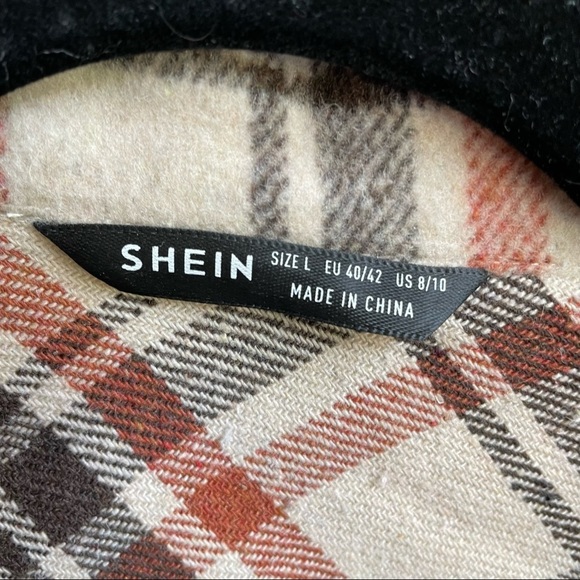 SHEIN SIZE L EU 40/42 US 8/10
MADE IN CHINA